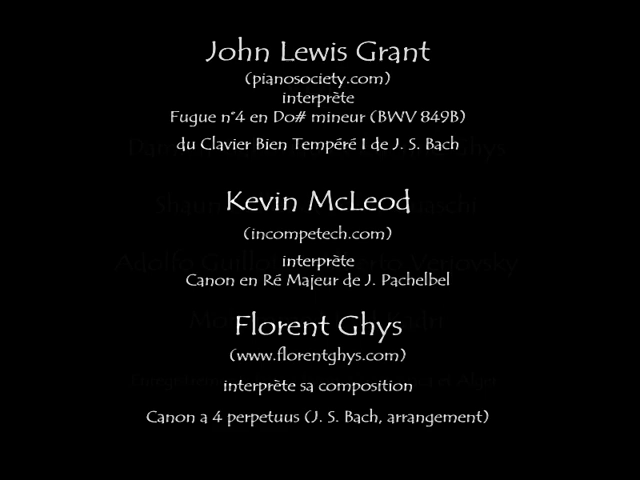 John Lewis Grant
(pianosociety.com)
interprète
Fugue n°4 en Do# mineur (BWV 849B)
du Clavier Bien Tempéré I de J. S. Bach
Kevin McLeod
(incompetech.com)
interprète
Canon en Ré Majeur de J. Pachelbel
Florent Ghys
(www.florentghys.com)
interprète sa composition
Canon a 4 perpetuus (J. S. Bach, arrangement)